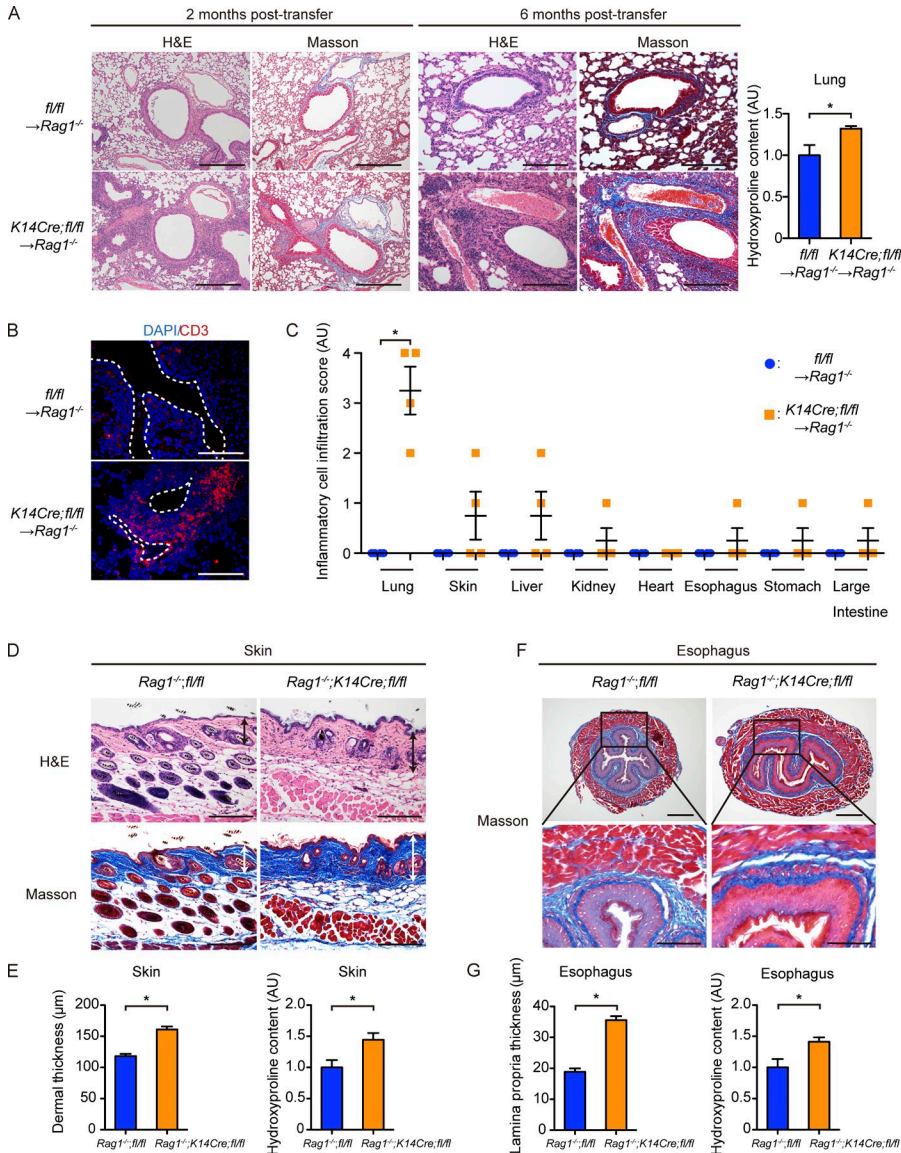 A
2 months post-transfer
6 months post-transfer
H&E
Masson
H&E
Masson
fl/fl
→Rag1-/-
K14Cre;fl/fl
→Rag1-/-
Lung
Hydroxyproline content (AU)
*
1.5
1.0
0.5
0
fl/fl K14Cre;fl/fl
→Rag1-/-→Rag1-/-
B
DAPI/CD3
fl/fl
→Rag1-/-
K14Cre;fl/fl
→Rag1-/-
C
Inflammatory cell infiltration score (AU)
*
4
3
2
1
0
: fl/fl
→Rag1-/-
: K14Cre;fl/fl
→Rag1-/-
Lung
Skin
Liver
Kidney
Heart
Esophagus
Stomach
Large
Intestine
D
Skin
Rag1-/-;fl/fl
Rag1-/-;K14Cre;fl/fl
H&E
Masson
F
Esophagus
Rag1-/-;fl/fl
Rag1-/-;K14Cre;fl/fl
Masson
E
Skin
Dermal thickness (µm)
*
200
150
100
50
0
Rag1-/-;fl/fl
Rag1-/-;K14Cre;fl/fl
Skin
Hydroxyproline content (AU)
*
2.0
1.5
1.0
0.5
0
Rag1-/-;fl/fl
Rag1-/-;K14Cre;fl/fl
G
Esophagus
Lamina propria thickness (µm)
*
40
30
20
10
0
Rag1-/-;fl/fl
Rag1-/-;K14Cre;fl/fl
Esophagus
Hydroxyproline content (AU)
*
2.0
1.5
1.0
0.5
0
Rag1-/-;fl/fl
Rag1-/-;K14Cre;fl/fl